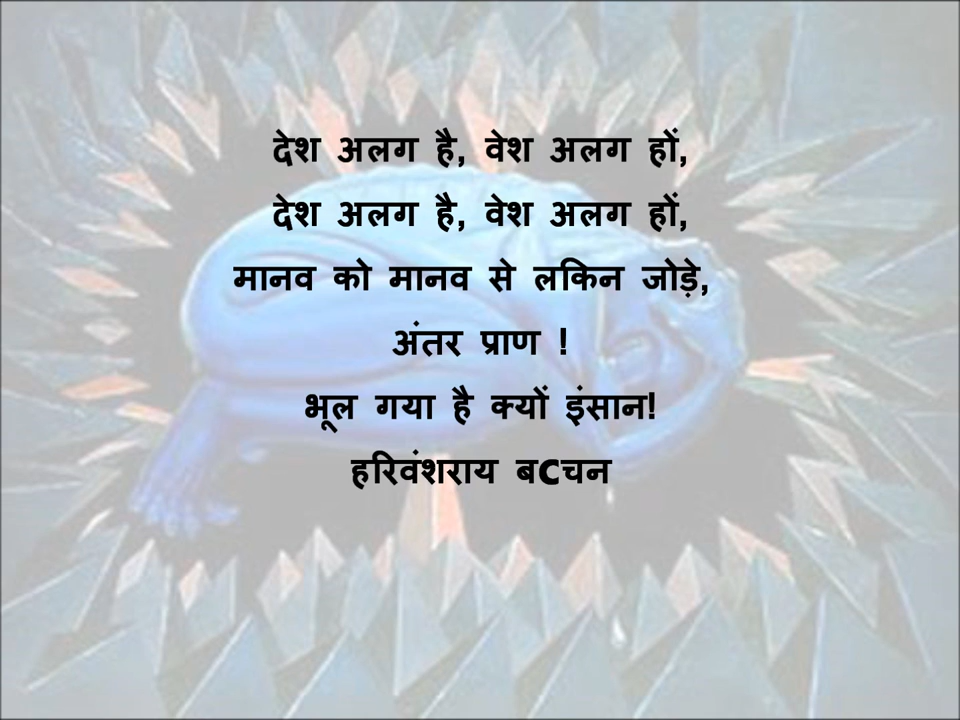 देश अलग है, वेश अलग हों,
देश अलग है, वेश अलग हों,
मानव को मानव से लकिन जोड़े,
अंतर प्राण !
भूल गया है क्यों इंसान!
हरिवंशराय बCचन